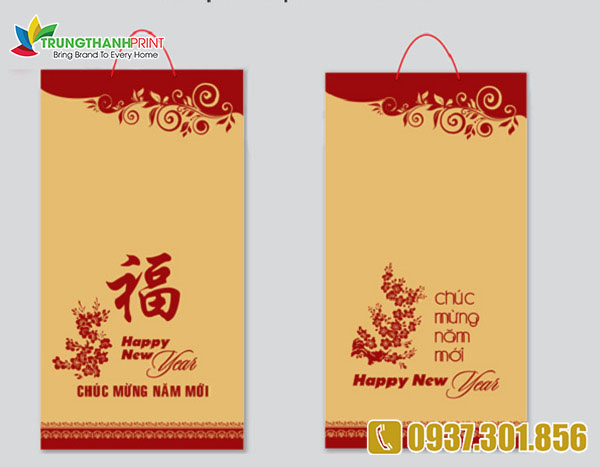 TRUNGTHANHPRINT
Bring Brand To Every Home
福
Happy
New Year
CHÚC MỪNG NĂM MỚI
chúc
mừng
năm
mới
Happy New Year
0937.301.856